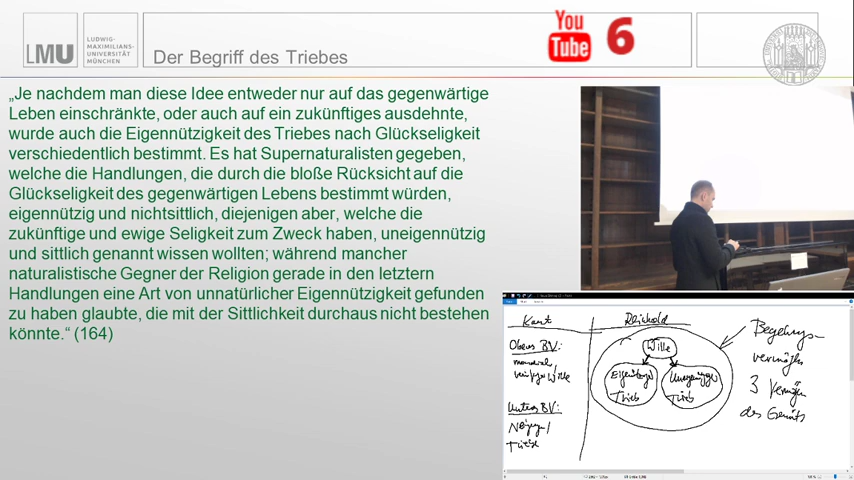 LMU
LUDWIG-
MAXIMILIANS-
UNIVERSITÄT
MÜNCHEN
Der Begriff des Triebes
You
Tube
6
„Je nachdem man diese Idee entweder nur auf das gegenwärtige
Leben einschränkte, oder auch auf ein zukünftiges ausdehnte,
wurde auch die Eigennützigkeit des Triebes nach Glückseligkeit
verschiedentlich bestimmt. Es hat Supernaturalisten gegeben,
welche die Handlungen, die durch die bloße Rücksicht auf die
Glückseligkeit des gegenwärtigen Lebens bestimmt würden,
eigennützig und nichtsittlich, diejenigen aber, welche die
zukünftige und ewige Seligkeit zum Zweck haben, uneigennützig
und sittlich genannt wissen wollten; während mancher
naturalistische Gegner der Religion gerade in den letztern
Handlungen eine Art von unnatürlicher Eigennützigkeit gefunden
zu haben glaubte, die mit der Sittlichkeit durchaus nicht bestehen
könnte.“ (164)
Kant
Oberes BV:
Wille
Unteres BV:
Triebe
Reinhold
Wille
Eigennütziger
Trieb
Uneigennütziger
Trieb
Begehrungs-
vermögen
3 Vermögen
des Gemüts